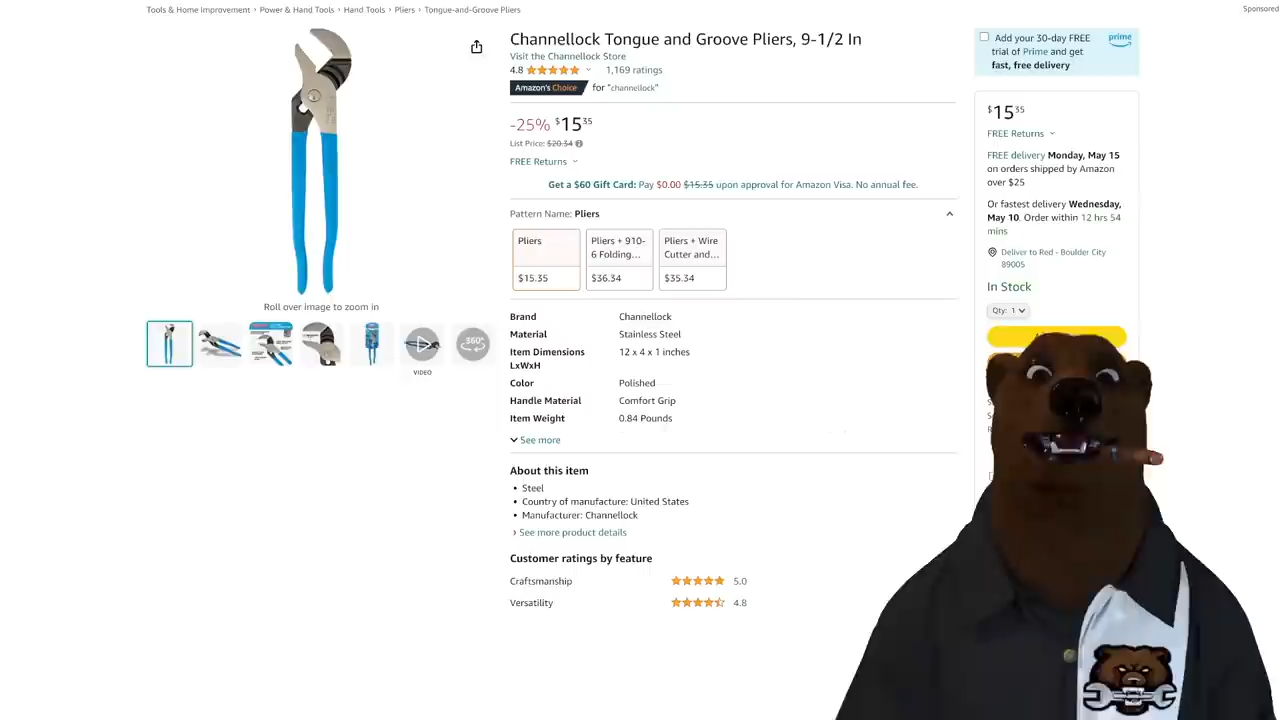 Tools & Home Improvement › Power & Hand Tools › Hand Tools › Pliers › Tongue-and-Groove Pliers
Sponsored
Channellock Tongue and Groove Pliers, 9-1/2 In
Visit the Channellock Store
4.8
1,169 ratings
Amazon's Choice for "channellock"
-25% $15 35
List Price: $20.34
FREE Returns
Get a $60 Gift Card: Pay $0.00 $15.35 upon approval for Amazon Visa. No annual fee.
Pattern Name: Pliers
Pliers
$15.35
Pliers + 910-
6 Folding...
$36.34
Pliers + Wire
Cutter and...
$35.34
Brand Channellock
Material Stainless Steel
Item Dimensions 12 x 4 x 1 inches
LxWxH
Color Polished
Handle Material Comfort Grip
Item Weight 0.84 Pounds
See more
About this item
• Steel
• Country of manufacture: United States
• Manufacturer: Channellock
› See more product details
Customer ratings by feature
Craftsmanship 5.0
Versatility 4.8
Roll over image to zoom in
VIDEO
360°
Add your 30-day FREE
trial of Prime and get
fast, free delivery
prime
$15 35
FREE Returns
FREE delivery Monday, May 15
on orders shipped by Amazon
over $25
Or fastest delivery Wednesday,
May 10. Order within 12 hrs 54
mins
Deliver to Red - Boulder City
89005
In Stock
Qty: 1